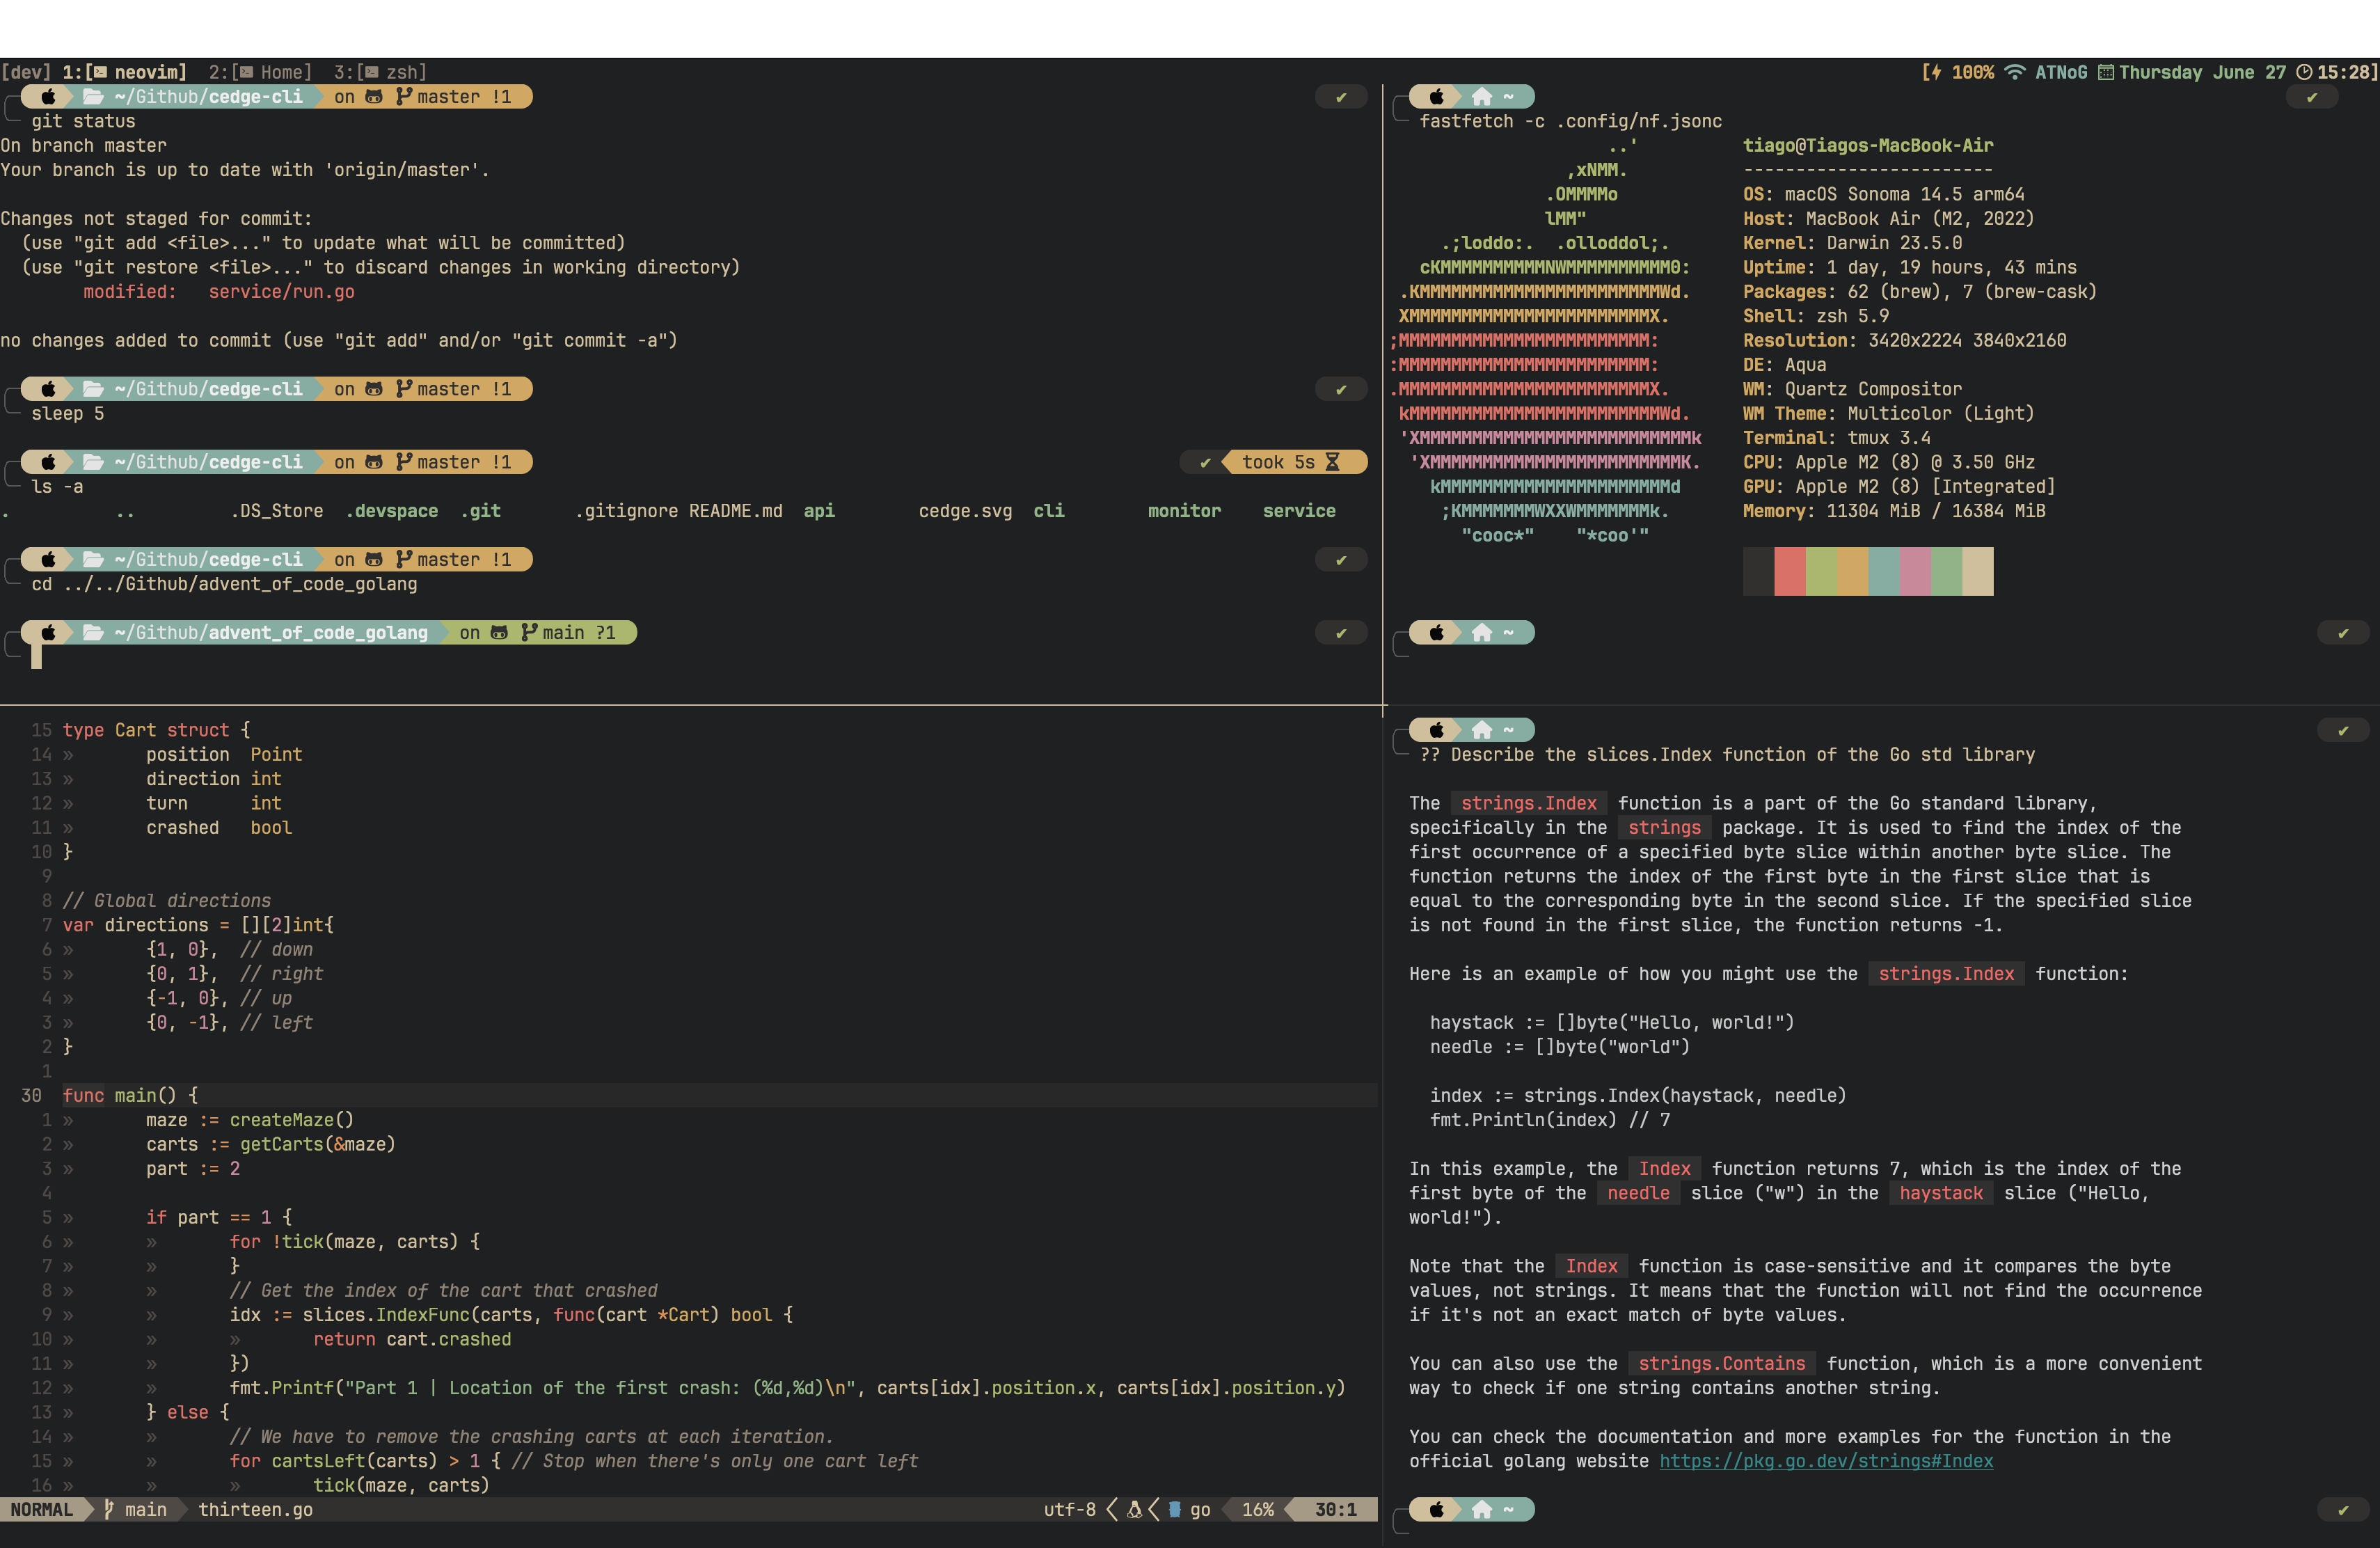 [dev] 1:[ neovim] 2:[ Home] 3:[ zsh]
[ 100% ATNoG Thursday June 27 15:28]
~/Github/cedge-cli on master !1 ✔
git status
On branch master
Your branch is up to date with 'origin/master'.
Changes not staged for commit:
(use "git add <file>..." to update what will be committed)
(use "git restore <file>..." to discard changes in working directory)
modified: service/run.go
no changes added to commit (use "git add" and/or "git commit -a")
~/Github/cedge-cli on master !1 ✔
sleep 5
~/Github/cedge-cli on master !1 ✔ took 5s
ls -a
. .. .DS_Store .devspace .git .gitignore README.md api cedge.svg cli monitor service
~/Github/cedge-cli on master !1 ✔
cd ../../Github/advent_of_code_golang
~/Github/advent_of_code_golang on main ?1 ✔
~ ✔
fastfetch -c .config/nf.jsonc
..'
,xNMM.
.OMMMMo
lMM"
.;loddo:. .olloddol;.
cKMMMMMMMMMMNWMMMMMMMMMM0:
.KMMMMMMMMMMMMMMMMMMMMMMMWd.
XMMMMMMMMMMMMMMMMMMMMMMMX.
;MMMMMMMMMMMMMMMMMMMMMMMM:
:MMMMMMMMMMMMMMMMMMMMMMMM:
.MMMMMMMMMMMMMMMMMMMMMMMMX.
kMMMMMMMMMMMMMMMMMMMMMMMMWd.
'XMMMMMMMMMMMMMMMMMMMMMMMMMMk
'XMMMMMMMMMMMMMMMMMMMMMMMMK.
kMMMMMMMMMMMMMMMMMMMMMMd
;KMMMMMMMWXXWMMMMMMMk.
"cooc*" "*coo'"
tiago@Tiagos-MacBook-Air
------------------------
OS: macOS Sonoma 14.5 arm64
Host: MacBook Air (M2, 2022)
Kernel: Darwin 23.5.0
Uptime: 1 day, 19 hours, 43 mins
Packages: 62 (brew), 7 (brew-cask)
Shell: zsh 5.9
Resolution: 3420x2224 3840x2160
DE: Aqua
WM: Quartz Compositor
WM Theme: Multicolor (Light)
Terminal: tmux 3.4
CPU: Apple M2 (8) @ 3.50 GHz
GPU: Apple M2 (8) [Integrated]
Memory: 11304 MiB / 16384 MiB
~ ✔
15 type Cart struct {
14 » position Point
13 » direction int
12 » turn int
11 » crashed bool
10 }
9
8 // Global directions
7 var directions = [][2]int{
6 » {1, 0}, // down
5 » {0, 1}, // right
4 » {-1, 0}, // up
3 » {0, -1}, // left
2 }
1
30 func main() {
1 » maze := createMaze()
2 » carts := getCarts(&maze)
3 » part := 2
4
5 » if part == 1 {
6 » » for !tick(maze, carts) {
7 » » }
8 » » // Get the index of the cart that crashed
9 » » idx := slices.IndexFunc(carts, func(cart *Cart) bool {
10 » » » return cart.crashed
11 » » })
12 » » fmt.Printf("Part 1 | Location of the first crash: (%d,%d)\n", carts[idx].position.x, carts[idx].position.y)
13 » } else {
14 » » // We have to remove the crashing carts at each iteration.
15 » » for cartsLeft(carts) > 1 { // Stop when there's only one cart left
16 » » » tick(maze, carts)
NORMAL main thirteen.go utf-8 go 16% 30:1
~ ✔
?? Describe the slices.Index function of the Go std library
The strings.Index function is a part of the Go standard library,
specifically in the strings package. It is used to find the index of the
first occurrence of a specified byte slice within another byte slice. The
function returns the index of the first byte in the first slice that is
equal to the corresponding byte in the second slice. If the specified slice
is not found in the first slice, the function returns -1.
Here is an example of how you might use the strings.Index function:
haystack := []byte("Hello, world!")
needle := []byte("world")
index := strings.Index(haystack, needle)
fmt.Println(index) // 7
In this example, the Index function returns 7, which is the index of the
first byte of the needle slice ("w") in the haystack slice ("Hello,
world!").
Note that the Index function is case-sensitive and it compares the byte
values, not strings. It means that the function will not find the occurrence
if it's not an exact match of byte values.
You can also use the strings.Contains function, which is a more convenient
way to check if one string contains another string.
You can check the documentation and more examples for the function in the
official golang website https://pkg.go.dev/strings#Index
~ ✔